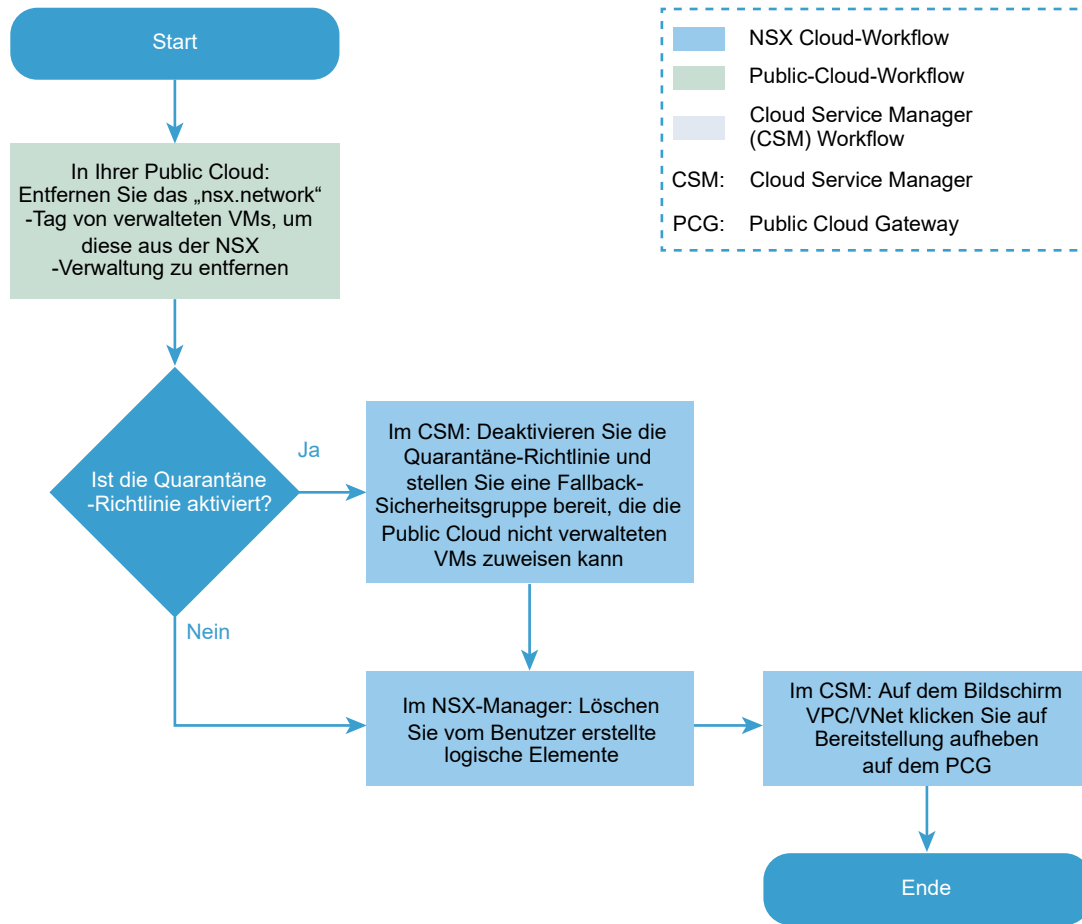 Start
In Ihrer Public Cloud:
Entfernen Sie das „nsx.network“
-Tag von verwalteten VMs, um
diese aus der NSX
-Verwaltung zu entfernen
Ist die Quarantäne
-Richtlinie aktiviert?
Ja
Nein
Im CSM: Deaktivieren Sie die
Quarantäne-Richtlinie und
stellen Sie eine Fallback-
Sicherheitsgruppe bereit, die die
Public Cloud nicht verwalteten
VMs zuweisen kann
Im NSX-Manager: Löschen
Sie vom Benutzer erstellte
logische Elemente
Im CSM: Auf dem Bildschirm
VPC/VNet klicken Sie auf
Bereitstellung aufheben
auf dem PCG
Ende
NSX Cloud-Workflow
Public-Cloud-Workflow
Cloud Service Manager
(CSM) Workflow
CSM: Cloud Service Manager
PCG: Public Cloud Gateway